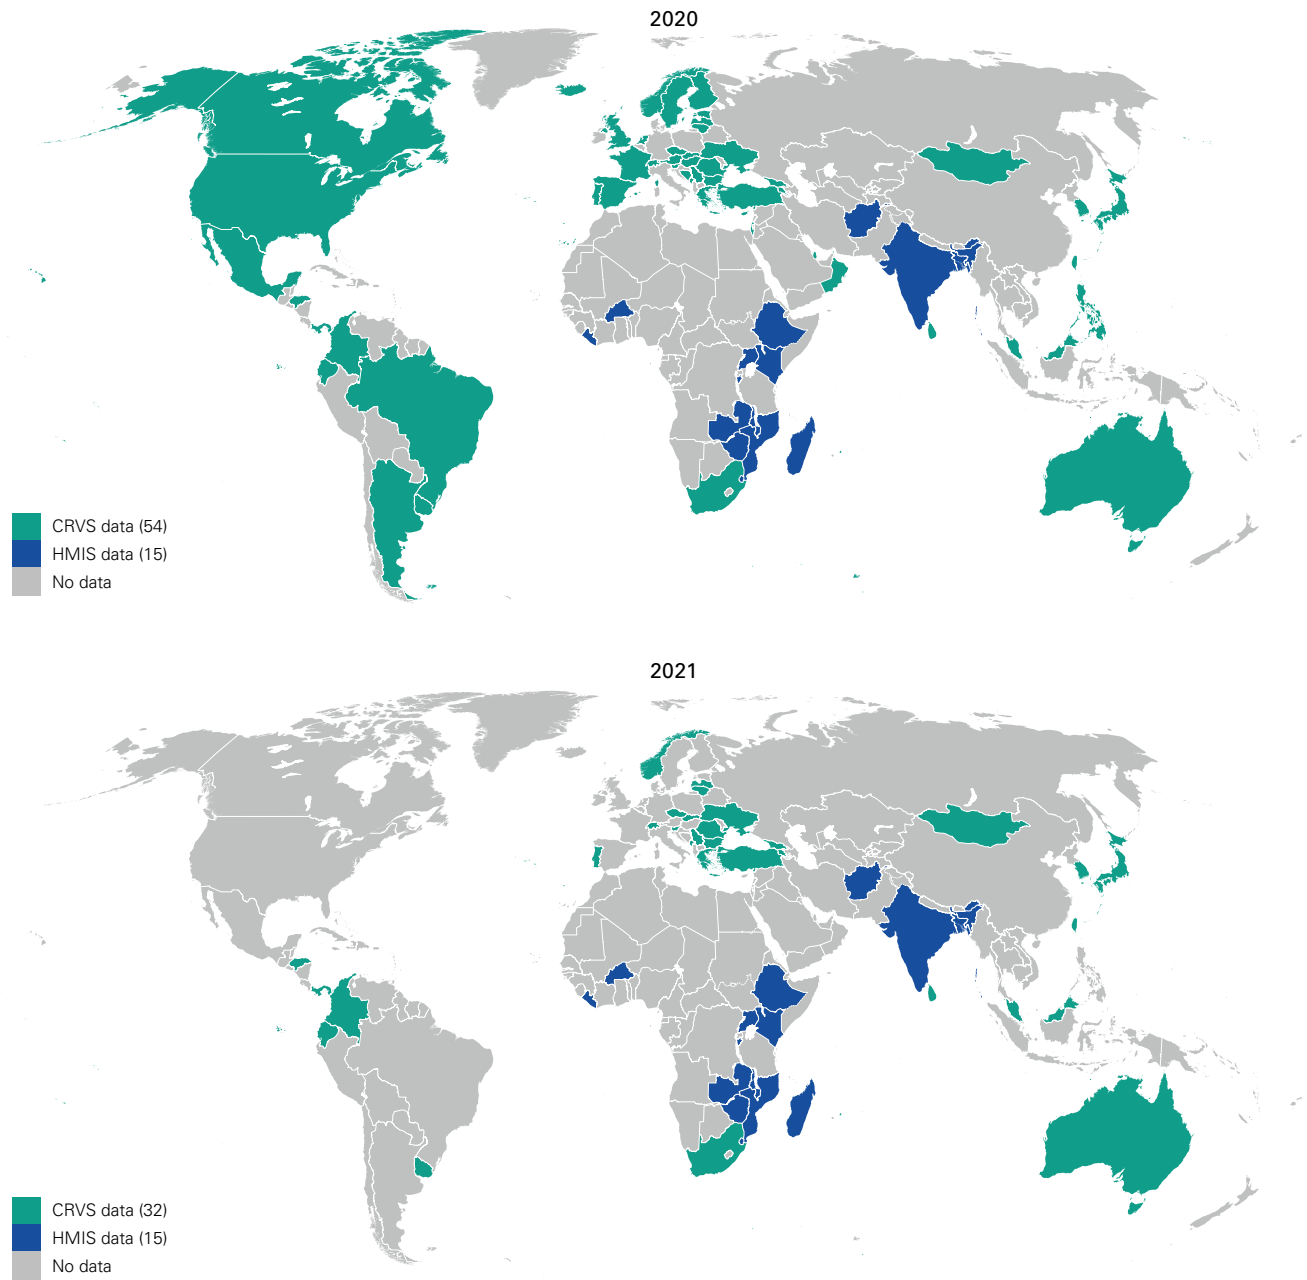 2020
CRVS data (54)
HMIS data (15)
No data
2021
CRVS data (32)
HMIS data (15)
No data